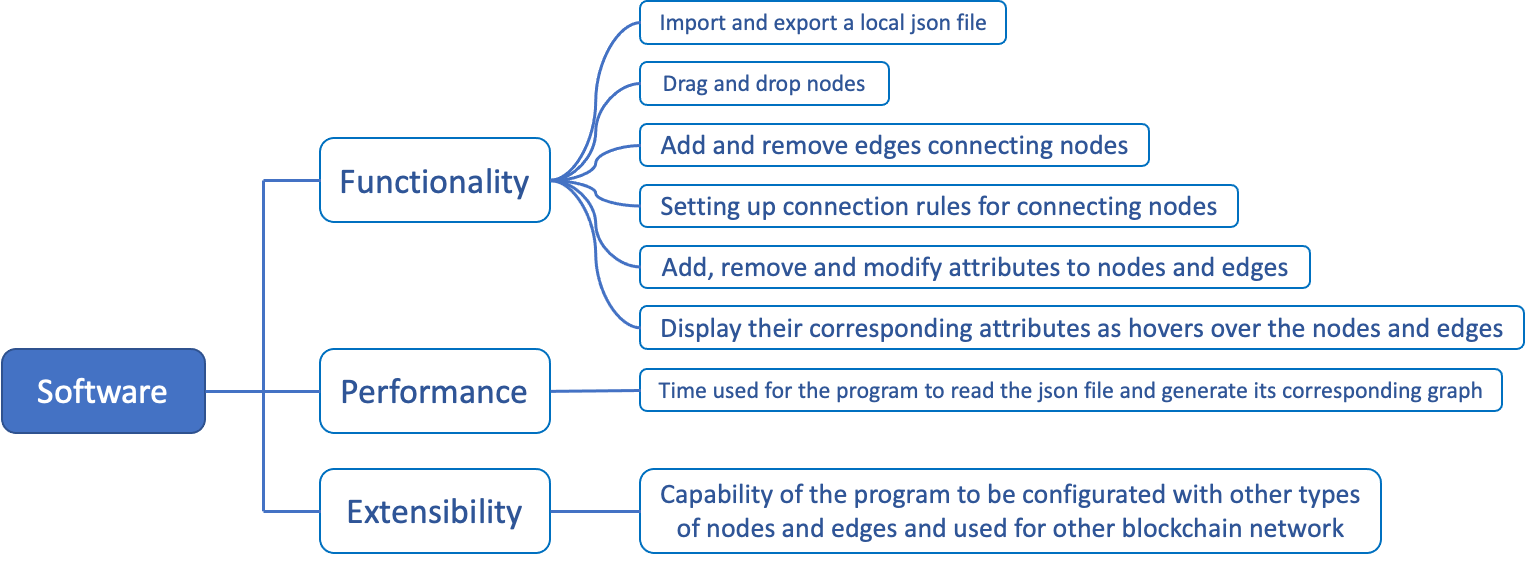 Import and export a local json file
Drag and drop nodes
Add and remove edges connecting nodes
Functionality
Setting up connection rules for connecting nodes
Add, remove and modify attributes to nodes and edges
Display their corresponding attributes as hovers over the nodes and edges
Software
Performance
Time used for the program to read the json file and generate its corresponding graph
Extensibility
Capability of the program to be configurated with other types
of nodes and edges and used for other blockchain network